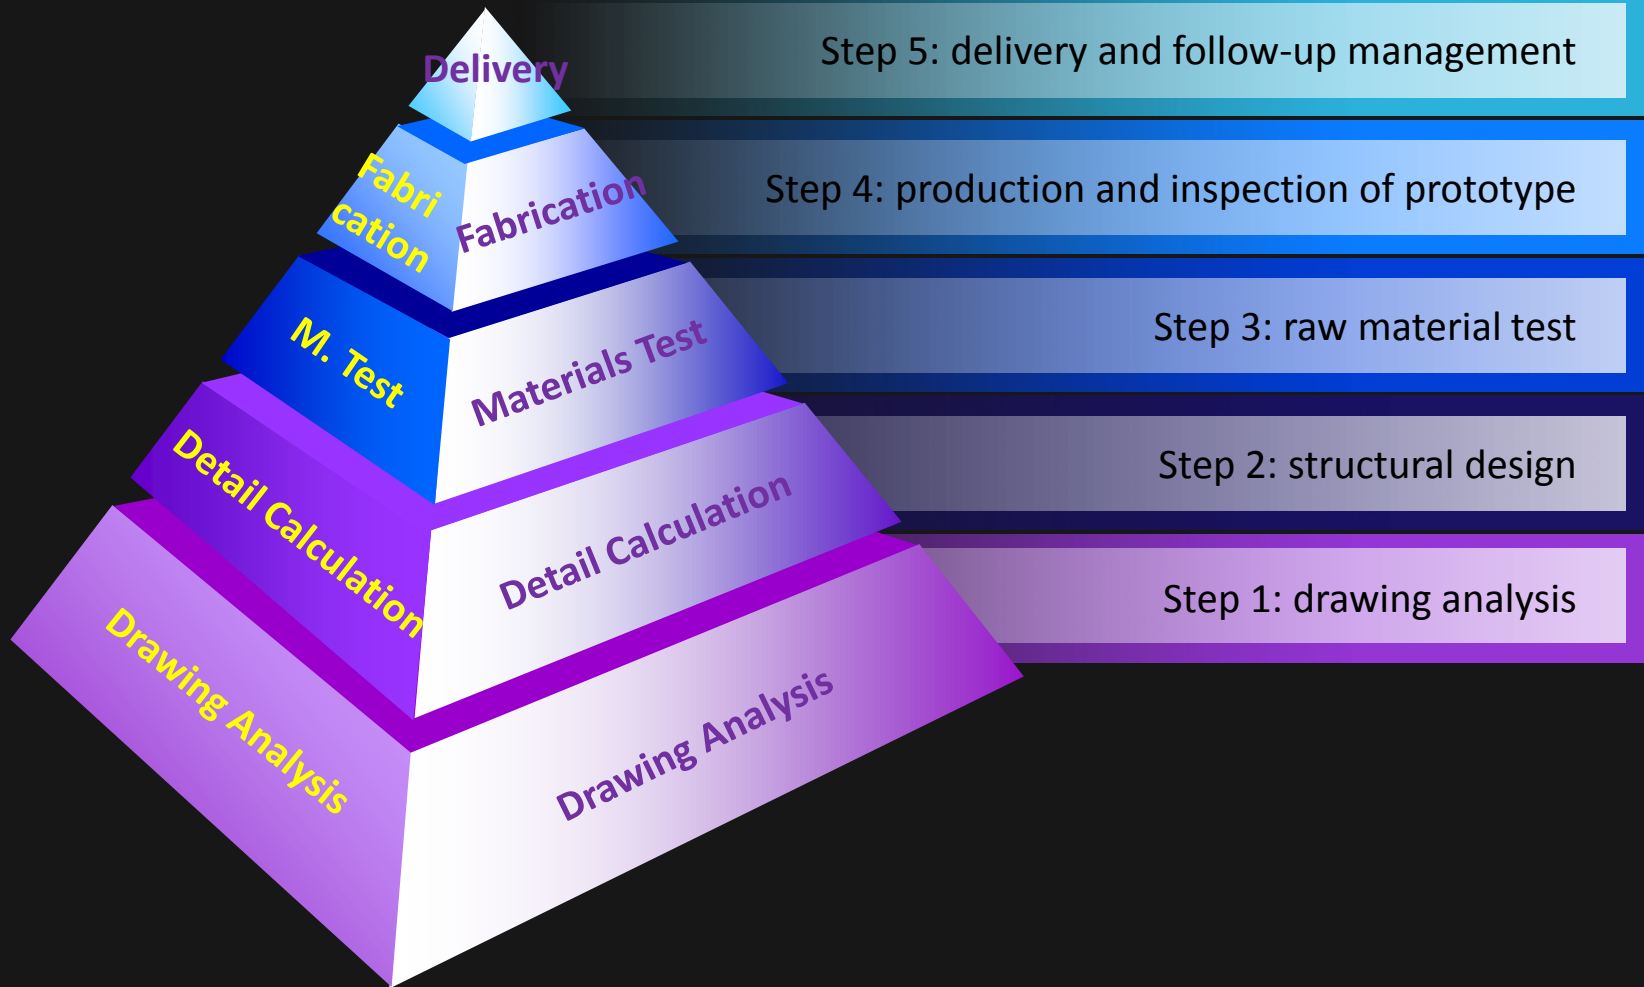 Delivery
Step 5: delivery and follow-up management
Fabri
cation
Fabrication
Step 4: production and inspection of prototype
M. Test
Materials Test
Step 3: raw material test
Detail Calculation
Detail Calculation
Step 2: structural design
Drawing Analysis
Drawing Analysis
Step 1: drawing analysis